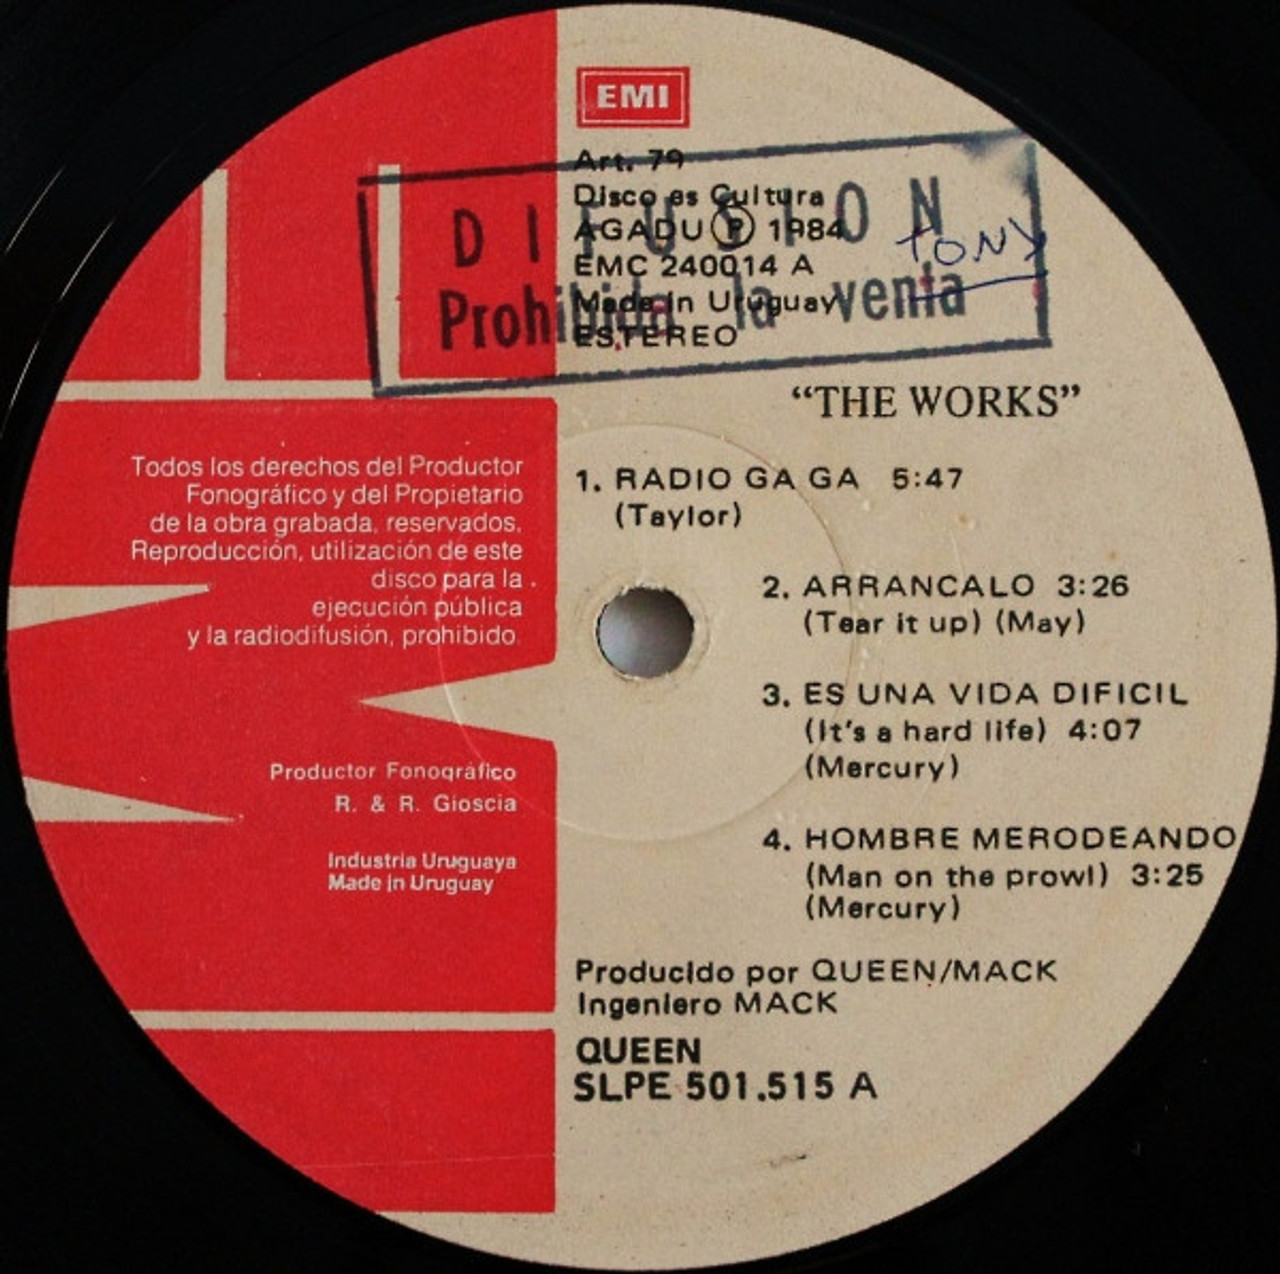 EMI
Art. 79
Disco es Cultura
AGADU Ⓟ 1984
EMC 240014 A
Made in Uruguay
ESTEREO
DIFUSION
Prohibida la venta
TONY
“THE WORKS”
1. RADIO GA GA 5:47
(Taylor)
2. ARRANCALO 3:26
(Tear it up) (May)
3. ES UNA VIDA DIFICIL
(It's a hard life) 4:07
(Mercury)
4. HOMBRE MERODEANDO
(Man on the prowl) 3:25
(Mercury)
Producido por QUEEN/MACK
Ingeniero MACK
QUEEN
SLPE 501.515 A
Todos los derechos del Productor
Fonográfico y del Propietario
de la obra grabada, reservados.
Reproducción, utilización de este
disco para la
ejecución pública
y la radiodifusión, prohibido.
Productor Fonográfico
R. & R. Gioscia
Industria Uruguaya
Made in Uruguay